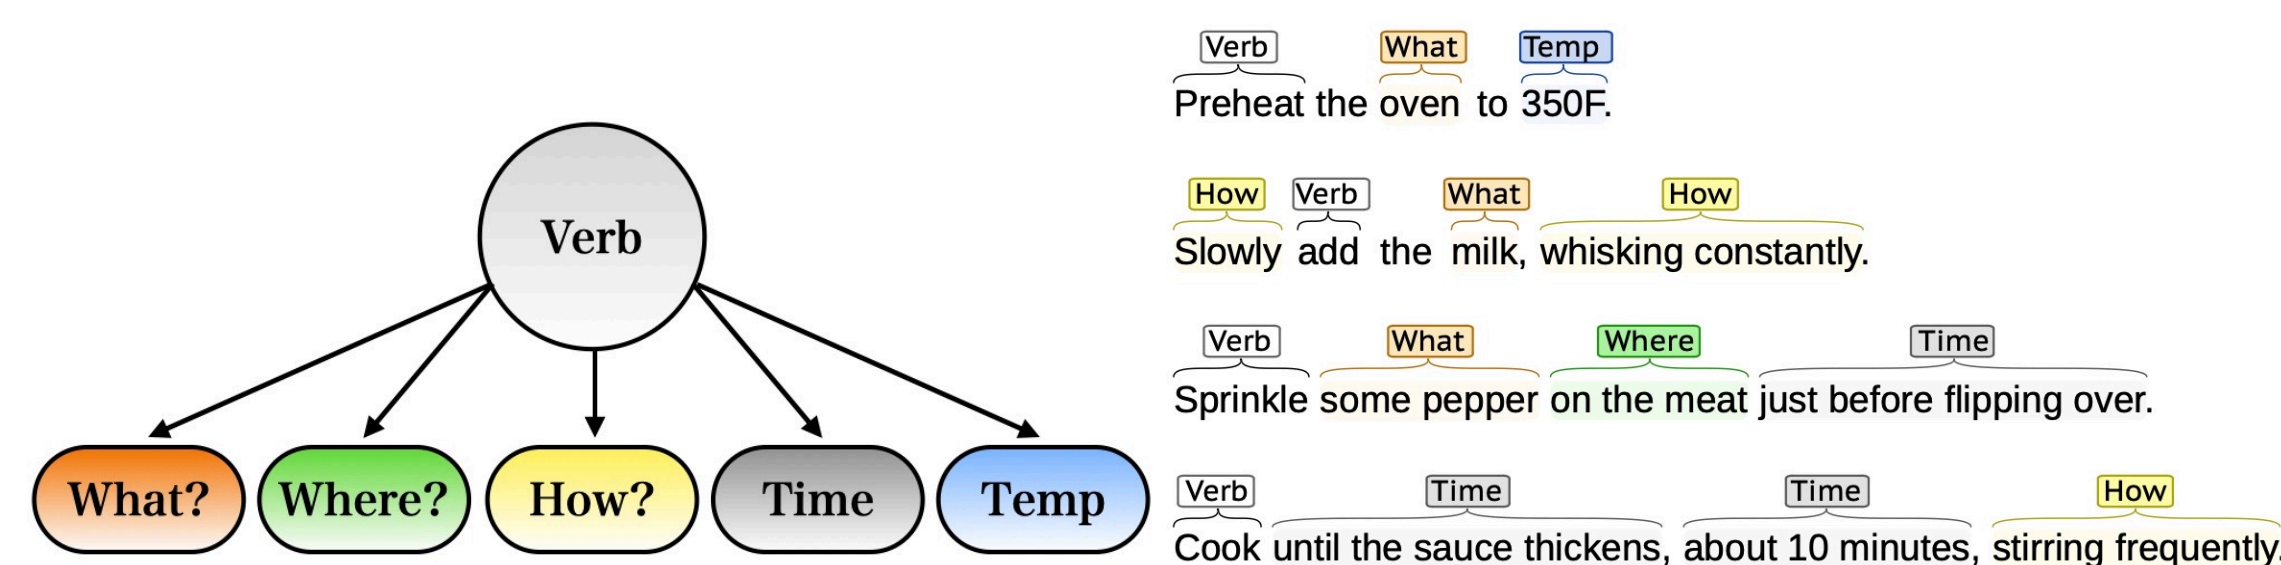 Verb
What?
Where?
How?
Time
Temp
Verb What Temp
Preheat the oven to 350F.
How Verb What How
Slowly add the milk, whisking constantly.
Verb What Where Time
Sprinkle some pepper on the meat just before flipping over.
Verb Time Time How
Cook until the sauce thickens, about 10 minutes, stirring frequently.